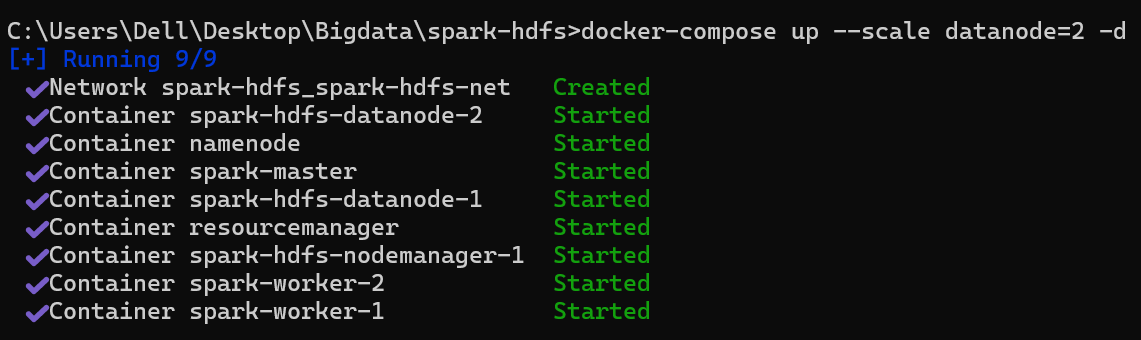 C:\Users\Dell\Desktop\Bigdata\spark-hdfs>docker-compose up --scale datanode=2 -d
[+] Running 9/9
✔Network spark-hdfs_spark-hdfs-net Created
✔Container spark-hdfs-datanode-2 Started
✔Container namenode Started
✔Container spark-master Started
✔Container spark-hdfs-datanode-1 Started
✔Container resourcemanager Started
✔Container spark-hdfs-nodemanager-1 Started
✔Container spark-worker-2 Started
✔Container spark-worker-1 Started